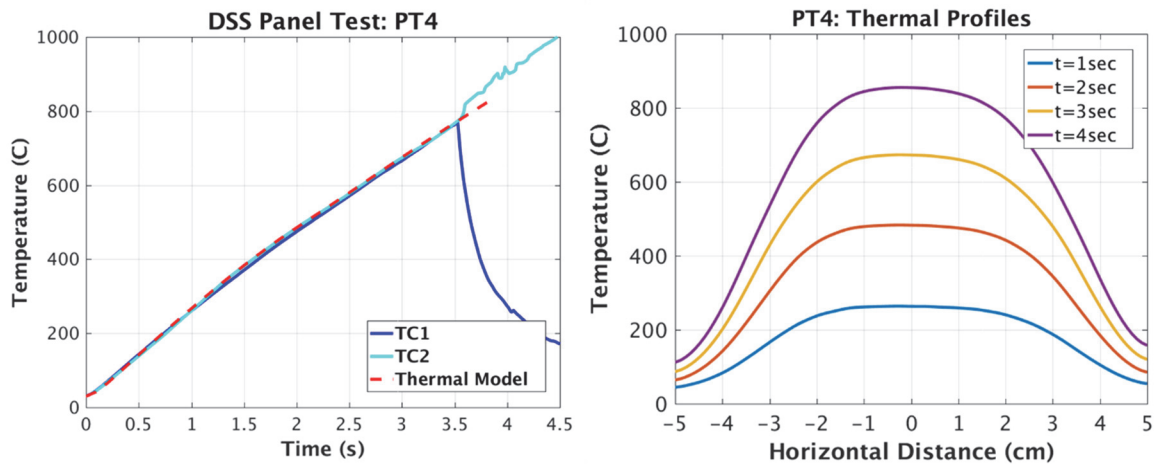 DSS Panel Test: PT4
1000
800
600
400
200
0
Temperature (C)
0
0.5
1
1.5
2
2.5
3
3.5
4
4.5
Time (s)
TC1
TC2
Thermal Model
PT4: Thermal Profiles
1000
800
600
400
200
0
Temperature (C)
-5
-4
-3
-2
-1
0
1
2
3
4
5
Horizontal Distance (cm)
t=1sec
t=2sec
t=3sec
t=4sec